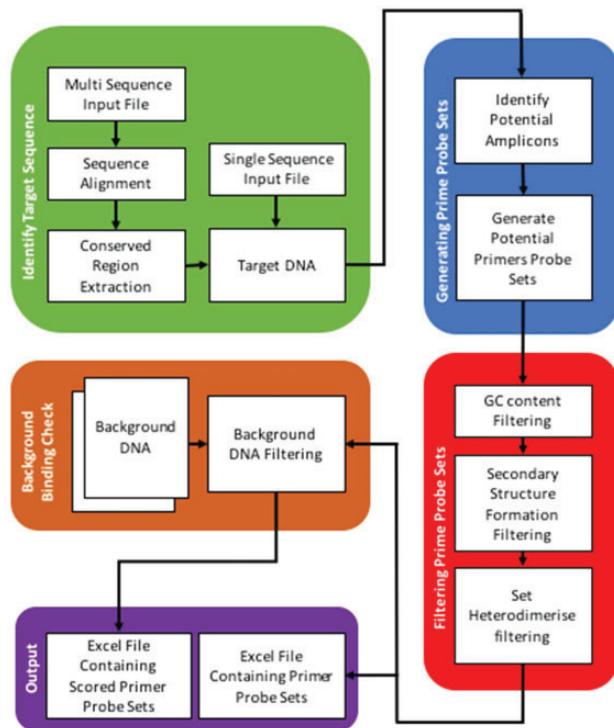 Identify Target Sequence
Multi Sequence
Input File
Sequence
Alignment
Conserved
Region
Extraction
Single Sequence
Input File
Target DNA
Generating Prime Probe Sets
Identify
Potential
Amplicons
Generate
Potential
Primers Probe
Sets
Filtering Prime Probe Sets
GC content
Filtering
Secondary
Structure
Formation
Filtering
Set
Heterodimerise
filtering
Background
Binding Check
Background
DNA
Background
DNA Filtering
Output
Excel File
Containing
Scored Primer
Probe Sets
Excel File
Containing Primer
Probe Sets